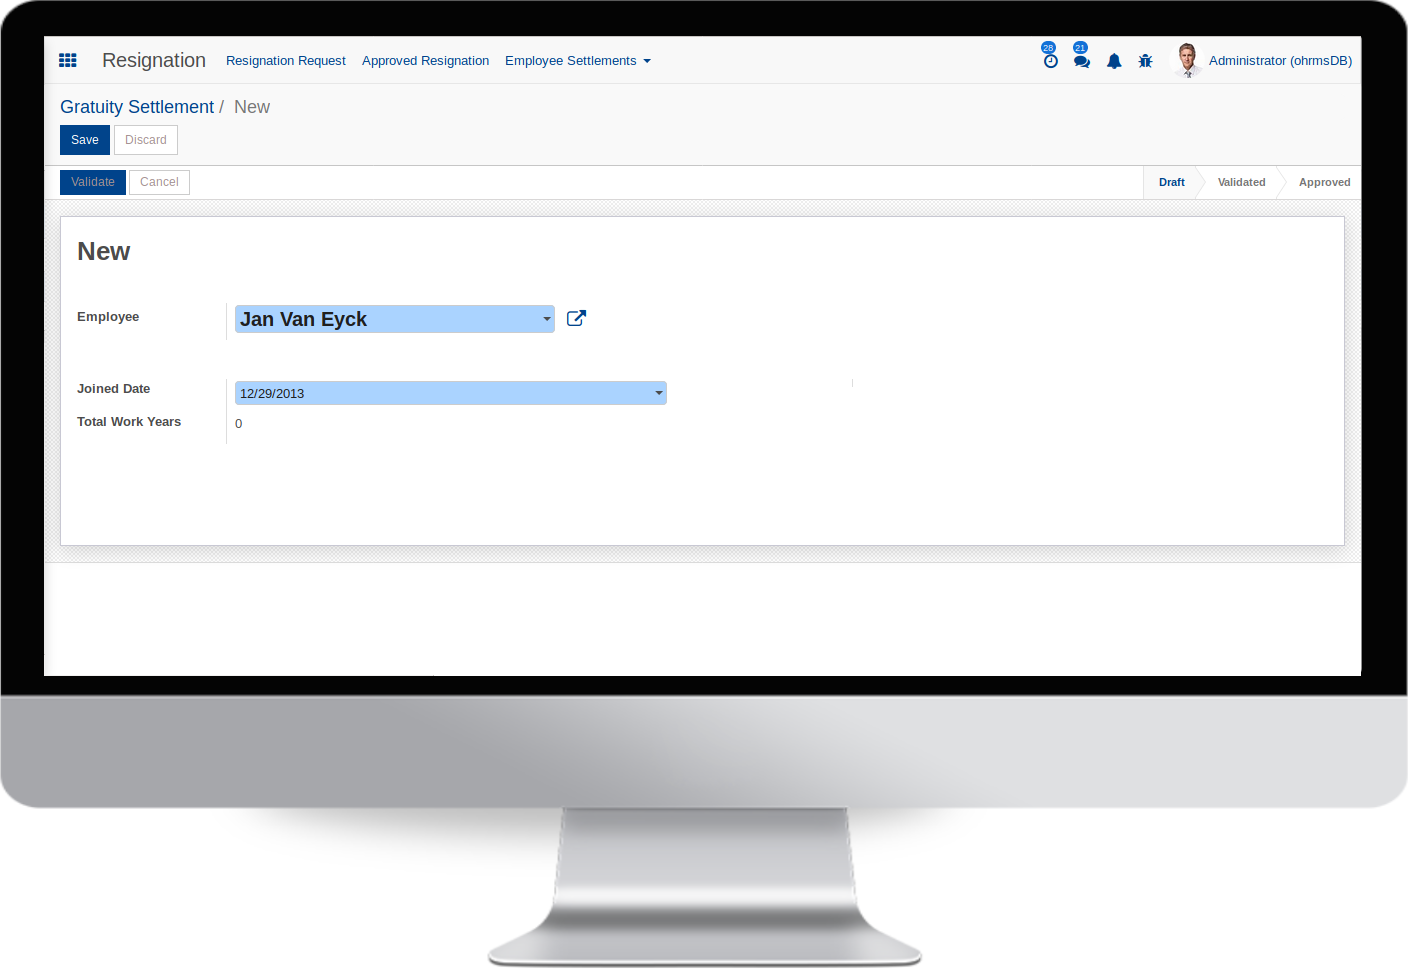 Resignation Resignation Request Approved Resignation Employee Settlements 28 21 Administrator (ohrmsDB)
Gratuity Settlement / New
Save Discard
Validate Cancel Draft Validated Approved
New
Employee Jan Van Eyck
Joined Date 12/29/2013
Total Work Years 0